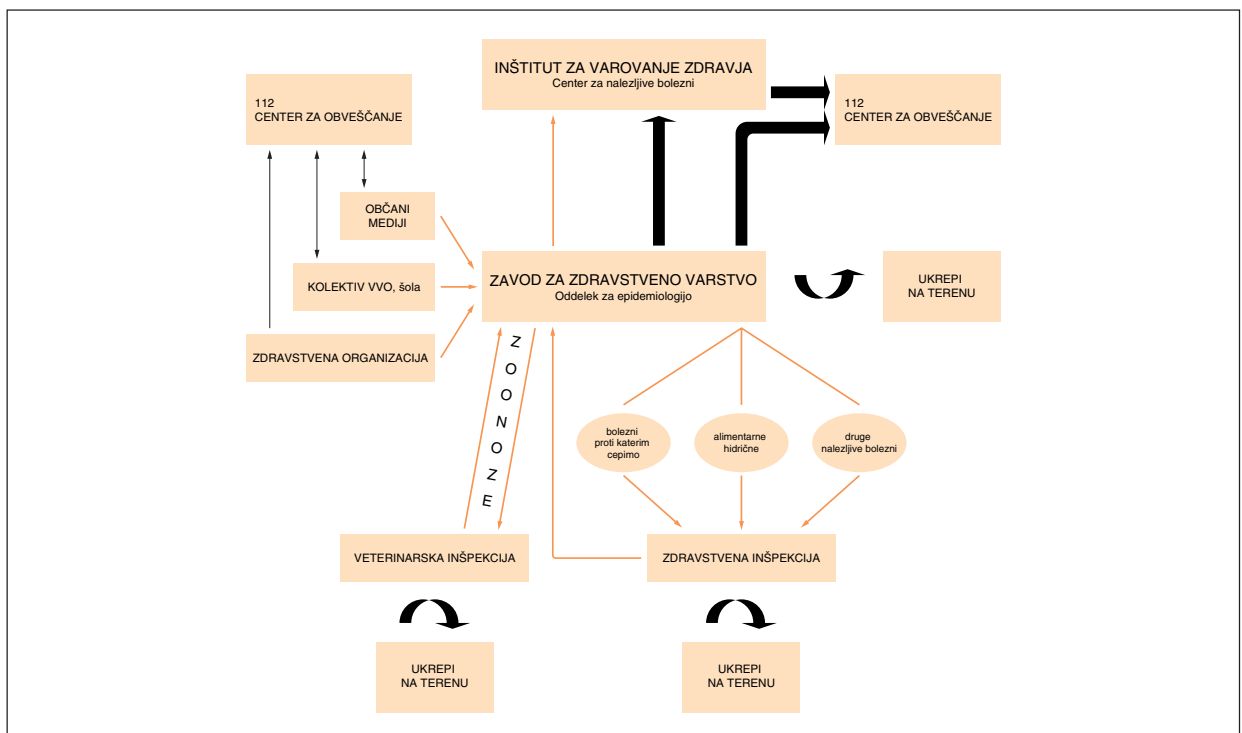 INŠTITUT ZA VAROVANJE ZDRAVJA
Center za nalezljive bolezni
112
CENTER ZA OBVEŠČANJE
112
CENTER ZA OBVEŠČANJE
OBČANI
MEDIJI
KOLEKTIV VVO, šola
ZDRAVSTVENA ORGANIZACIJA
ZAVOD ZA ZDRAVSTVENO VARSTVO
Oddelek za epidemiologijo
UKREPI
NA TERENU
ZOONOZE
bolezni
proti katerim
cepimo
alimentarne
hidrične
druge
nalezljive bolezni
VETERINARSKA INŠPEKCIJA
ZDRAVSTVENA INŠPEKCIJA
UKREPI
NA TERENU
UKREPI
NA TERENU